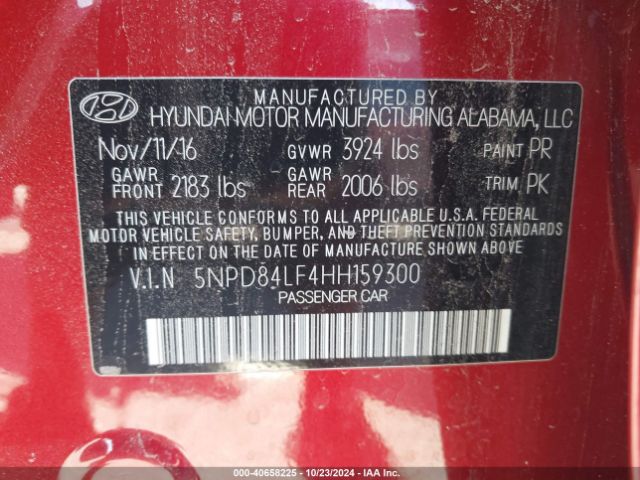 MANUFACTURED BY
HYUNDAI MOTOR MANUFACTURING ALABAMA, LLC
Nov/11/16 GVWR 3924 lbs PAINT PR
GAWR FRONT 2183 lbs GAWR REAR 2006 lbs TRIM PK
THIS VEHICLE CONFORMS TO ALL APPLICABLE U.S.A. FEDERAL
MOTOR VEHICLE SAFETY, BUMPER, AND THEFT PREVENTION STANDARDS
IN EFFECT ON THE DATE OF MANUFACTURE SHOWN ABOVE
V.I.N 5NPD84LF4HH159300
PASSENGER CAR
000-40658225 - 10/23/2024 - IAA Inc.